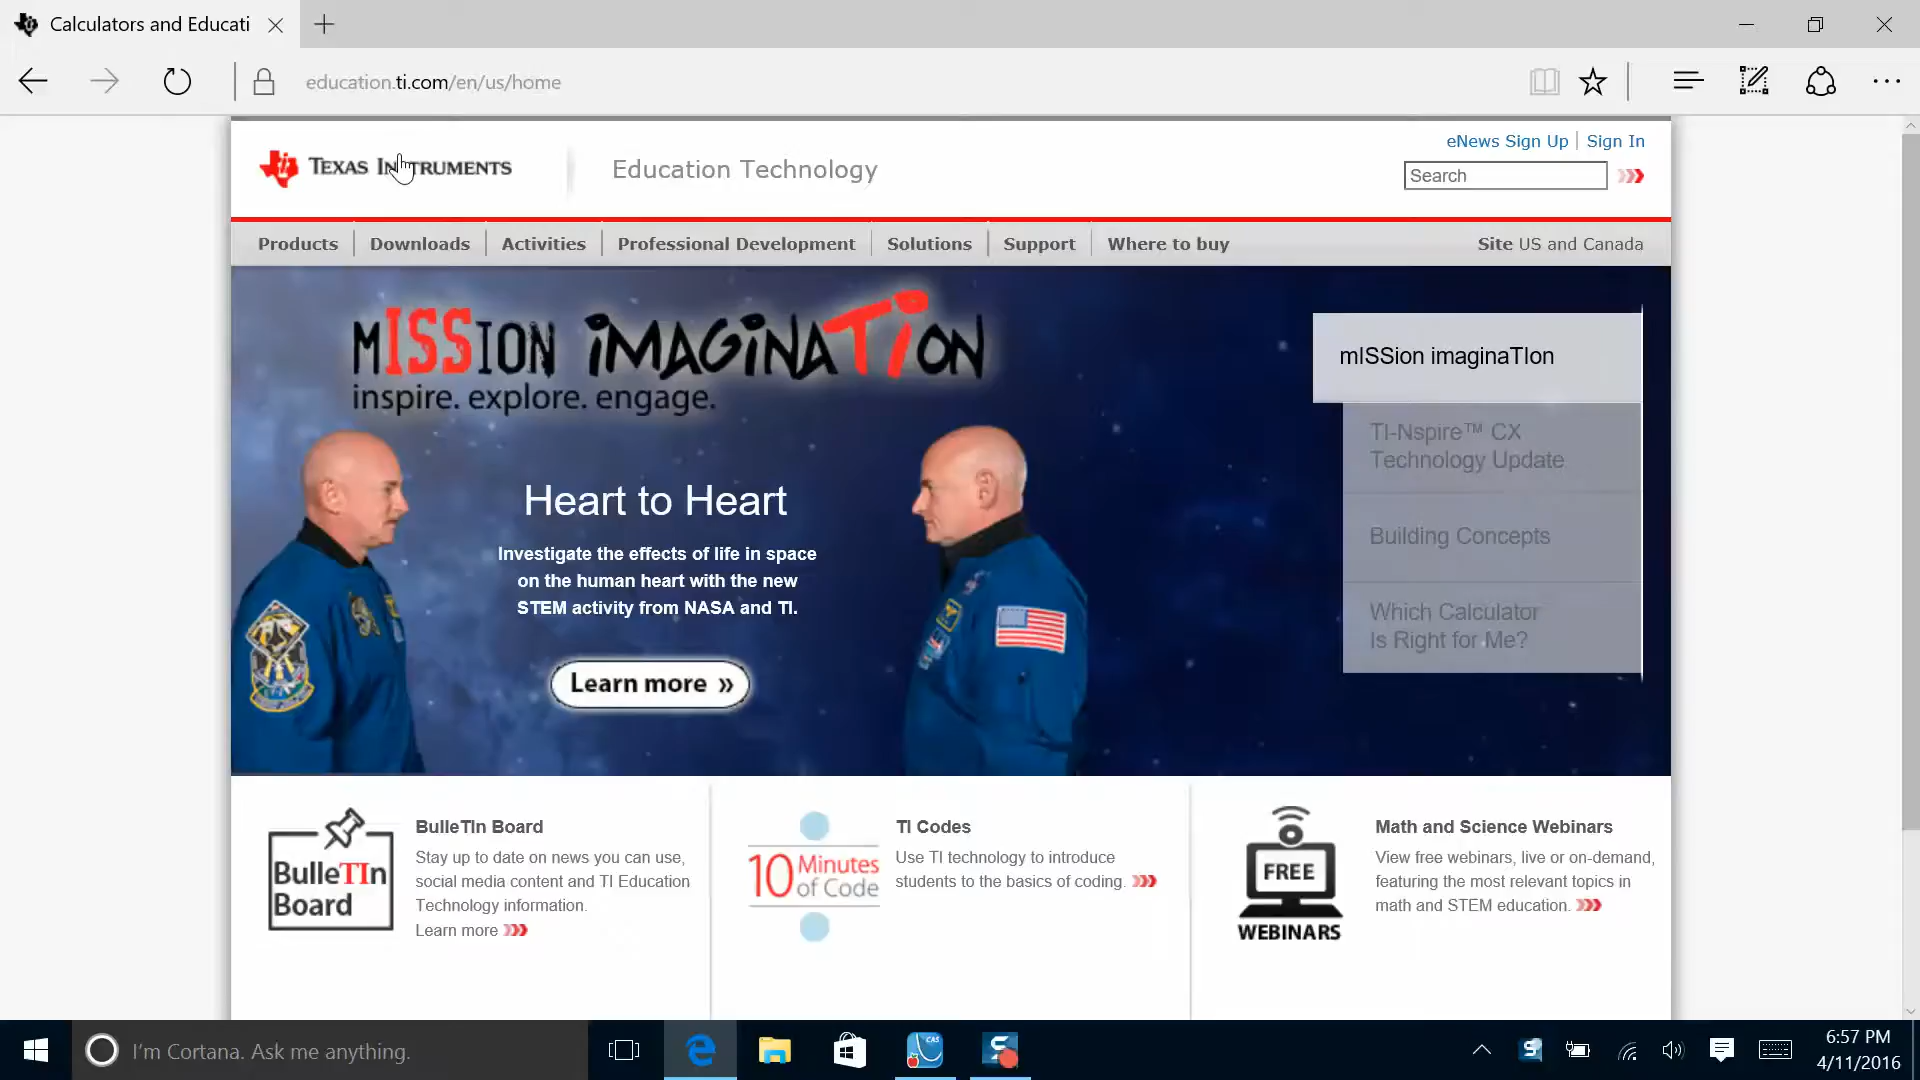 Calculators and Educati
education.ti.com/en/us/home
eNews Sign Up
Sign In
TEXAS INSTRUMENTS
Education Technology
Search
Products
Downloads
Activities
Professional Development
Solutions
Support
Where to buy
Site US and Canada
mISSION iMAGiNATiON
inspire. explore. engage.
Heart to Heart
Investigate the effects of life in space
on the human heart with the new
STEM activity from NASA and TI.
Learn more »
mISSion imaginaTIon
TI-Nspire™ CX
Technology Update
Building Concepts
Which Calculator
Is Right for Me?
BulleTIn
Board
BulleTIn Board
Stay up to date on news you can use,
social media content and TI Education
Technology information.
Learn more
10 Minutes
of Code
TI Codes
Use TI technology to introduce
students to the basics of coding.
FREE
WEBINARS
Math and Science Webinars
View free webinars, live or on-demand,
featuring the most relevant topics in
math and STEM education.
I'm Cortana. Ask me anything.
CAS
6:57 PM
4/11/2016